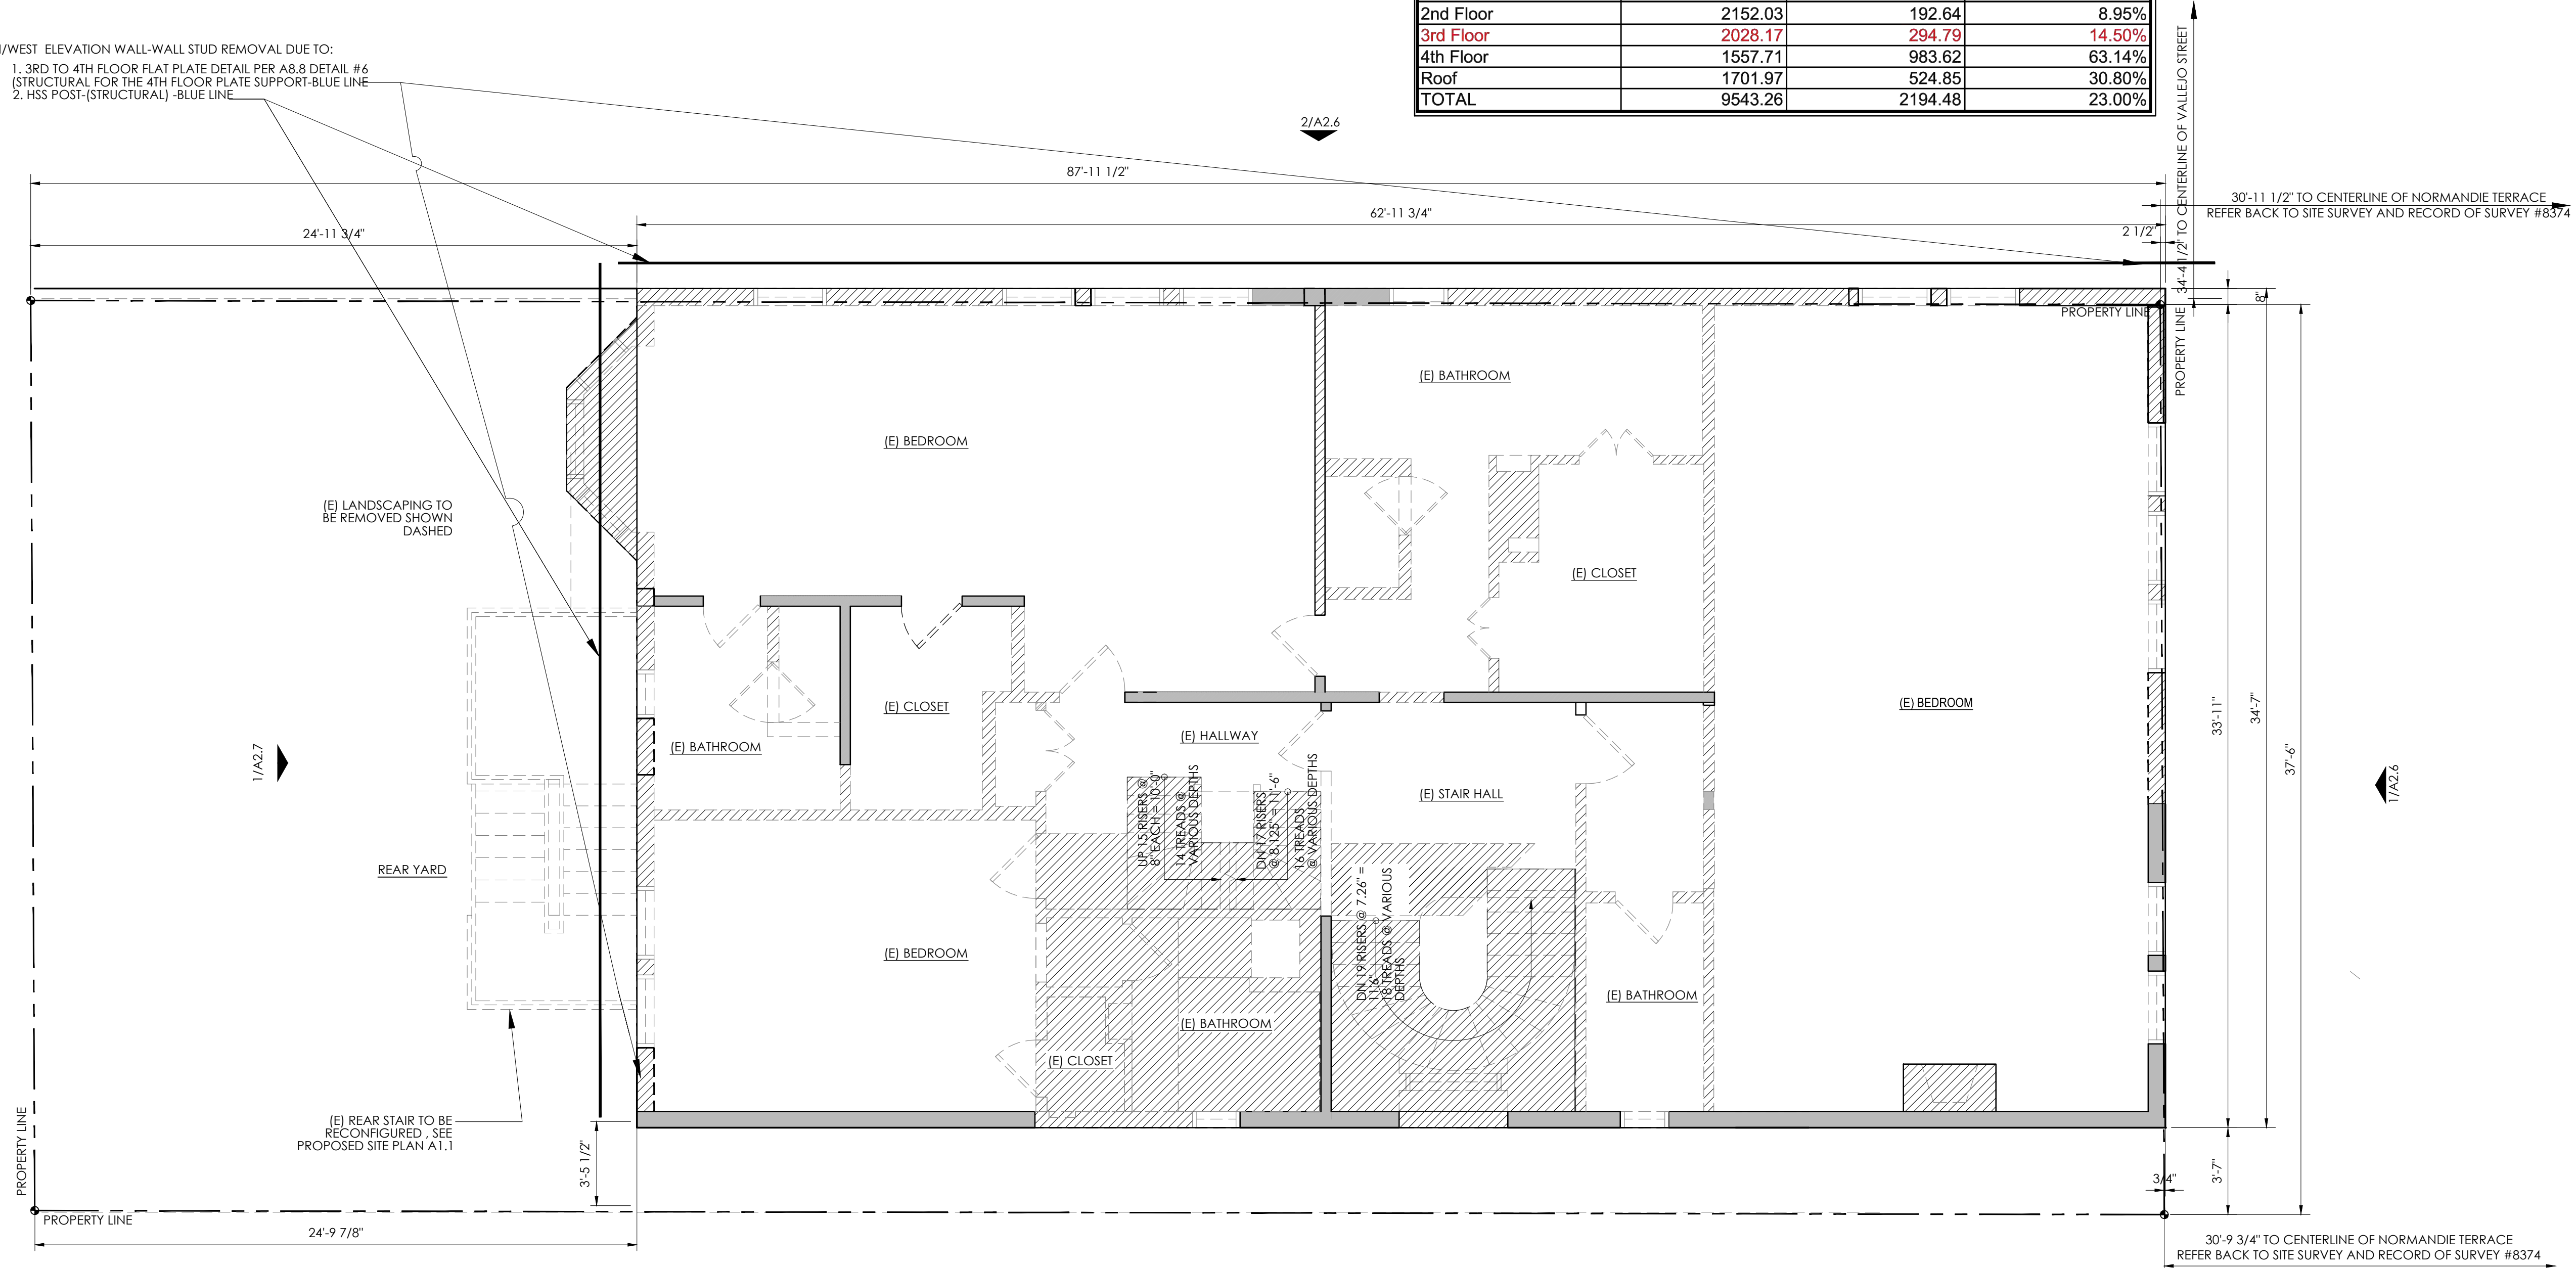 2nd Floor 2152.03 192.64 8.95%
3rd Floor 2028.17 294.79 14.50%
4th Floor 1557.71 983.62 63.14%
Roof 1701.97 524.85 30.80%
TOTAL 9543.26 2194.48 23.00%
/WEST ELEVATION WALL-WALL STUD REMOVAL DUE TO:
1. 3RD TO 4TH FLOOR FLAT PLATE DETAIL PER A8.8 DETAIL #6
(STRUCTURAL FOR THE 4TH FLOOR PLATE SUPPORT-BLUE LINE
2. HSS POST-(STRUCTURAL) -BLUE LINE
2/A2.6
87'-11 1/2"
62'-11 3/4"
24'-11 3/4"
2 1/2"
34'-4 1/2" TO CENTERLINE OF VALLEJO STREET
30'-11 1/2" TO CENTERLINE OF NORMANDIE TERRACE
REFER BACK TO SITE SURVEY AND RECORD OF SURVEY #8374
8"
PROPERTY LINE
PROPERTY LINE
(E) BATHROOM
(E) BEDROOM
(E) LANDSCAPING TO
BE REMOVED SHOWN
DASHED
(E) CLOSET
(E) CLOSET
(E) BEDROOM
33'-11"
34'-7"
37'-6"
(E) HALLWAY
(E) BATHROOM
1/A2.7
1/A2.6
(E) STAIR HALL
UP 15 RISERS @
8" EACH = 10'-0"
14 TREADS @
VARIOUS DEPTHS
DN 17 RISERS
@ 8.125" = 11'-6"
16 TREADS
@ VARIOUS DEPTHS
REAR YARD
DN 19 RISERS @ 7.26" =
11'-6"
18 TREADS @ VARIOUS
DEPTHS
(E) BEDROOM
(E) BATHROOM
(E) BATHROOM
(E) CLOSET
(E) REAR STAIR TO BE
RECONFIGURED , SEE
PROPOSED SITE PLAN A1.1
3'-5 1/2"
3/4"
3'-7"
PROPERTY LINE
PROPERTY LINE
24'-9 7/8"
30'-9 3/4" TO CENTERLINE OF NORMANDIE TERRACE
REFER BACK TO SITE SURVEY AND RECORD OF SURVEY #8374